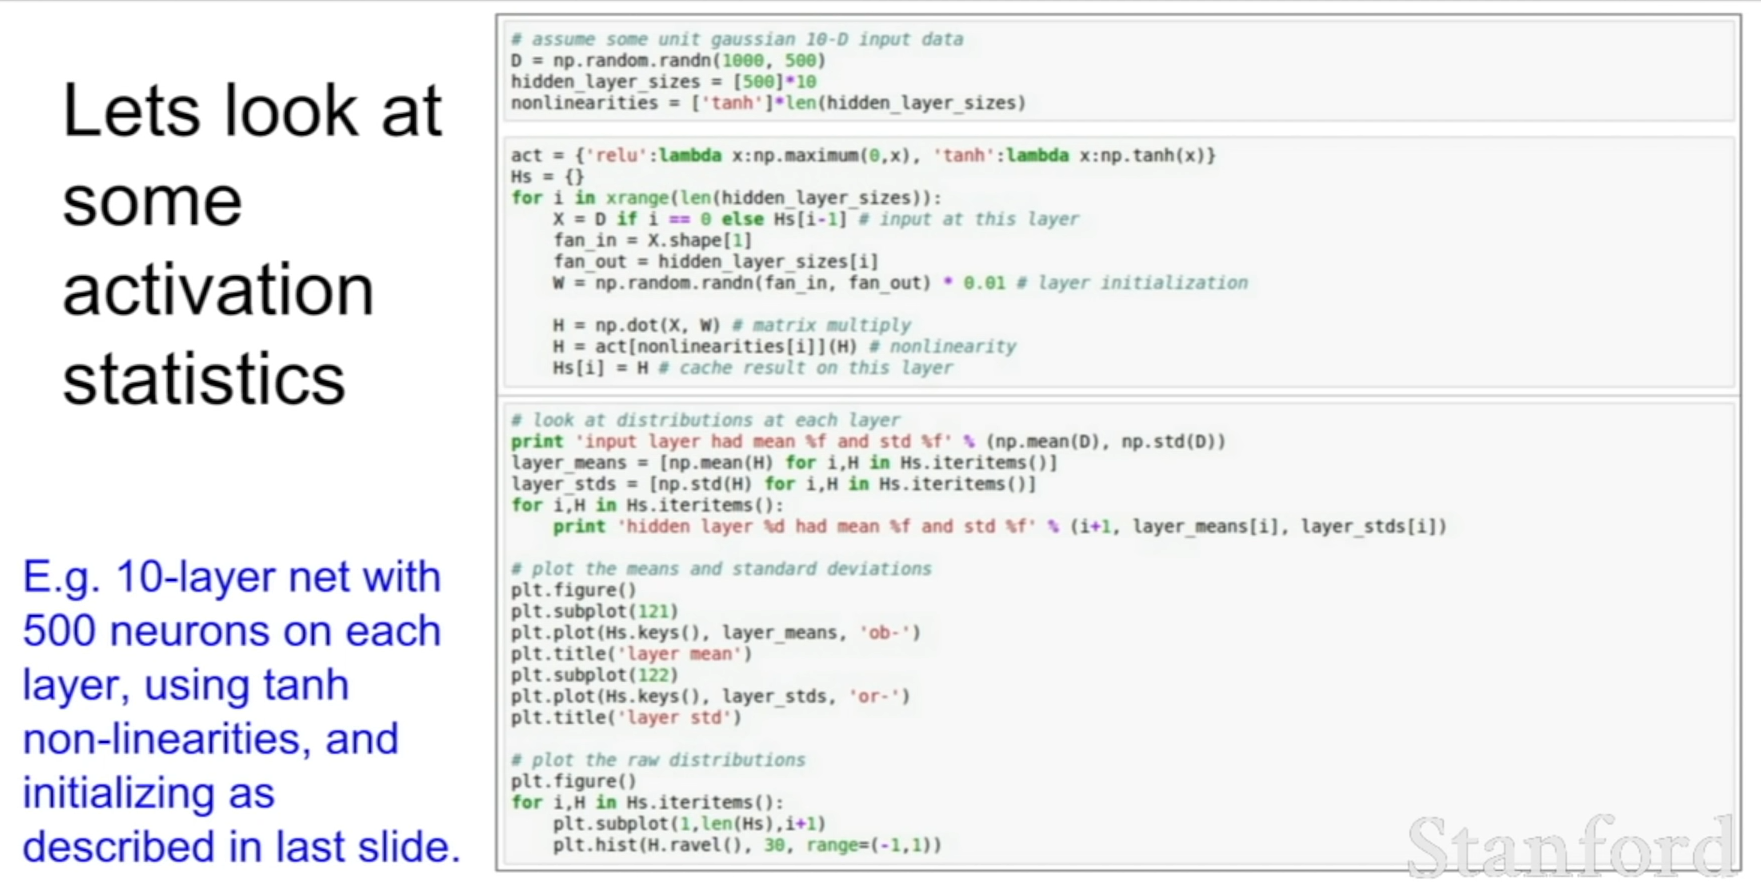 Lets look at
some
activation
statistics
E.g. 10-layer net with
500 neurons on each
layer, using tanh
non-linearities, and
initializing as
described in last slide.
# assume some unit gaussian 10-D input data
D = np.random.randn(1000, 500)
hidden_layer_sizes = [500]*10
nonlinearities = ['tanh']*len(hidden_layer_sizes)
act = {'relu':lambda x:np.maximum(0,x), 'tanh':lambda x:np.tanh(x)}
Hs = {}
for i in xrange(len(hidden_layer_sizes)):
    X = D if i == 0 else Hs[i-1] # input at this layer
    fan_in = X.shape[1]
    fan_out = hidden_layer_sizes[i]
    W = np.random.randn(fan_in, fan_out) * 0.01 # layer initialization
    H = np.dot(X, W) # matrix multiply
    H = act[nonlinearities[i]](H) # nonlinearity
    Hs[i] = H # cache result on this layer
# look at distributions at each layer
print 'input layer had mean %f and std %f' % (np.mean(D), np.std(D))
layer_means = [np.mean(H) for i,H in Hs.iteritems()]
layer_stds = [np.std(H) for i,H in Hs.iteritems()]
for i,H in Hs.iteritems():
    print 'hidden layer %d had mean %f and std %f' % (i+1, layer_means[i], layer_stds[i])
# plot the means and standard deviations
plt.figure()
plt.subplot(121)
plt.plot(Hs.keys(), layer_means, 'ob-')
plt.title('layer mean')
plt.subplot(122)
plt.plot(Hs.keys(), layer_stds, 'or-')
plt.title('layer std')
# plot the raw distributions
plt.figure()
for i,H in Hs.iteritems():
    plt.subplot(1,len(Hs),i+1)
    plt.hist(H.ravel(), 30, range=(-1,1))
Stanford